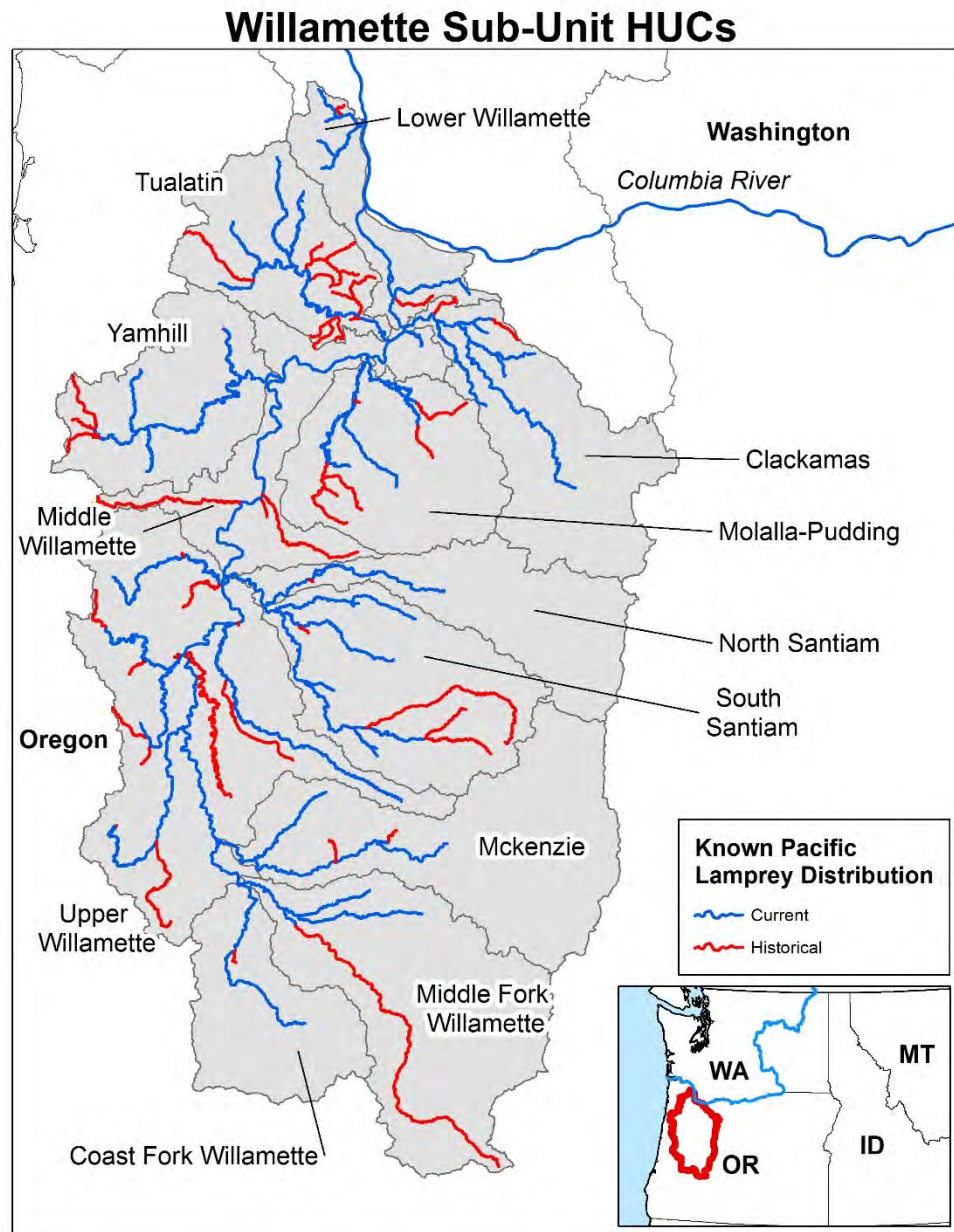 Willamette Sub-Unit HUCs
Lower Willamette
Washington
Columbia River
Tualatin
Yamhill
Clackamas
Middle
Willamette
Molalla-Pudding
North Santiam
South
Santiam
Oregon
Mckenzie
Upper
Willamette
Middle Fork
Willamette
Coast Fork Willamette
Known Pacific
Lamprey Distribution
Current
Historical
WA
MT
OR
ID